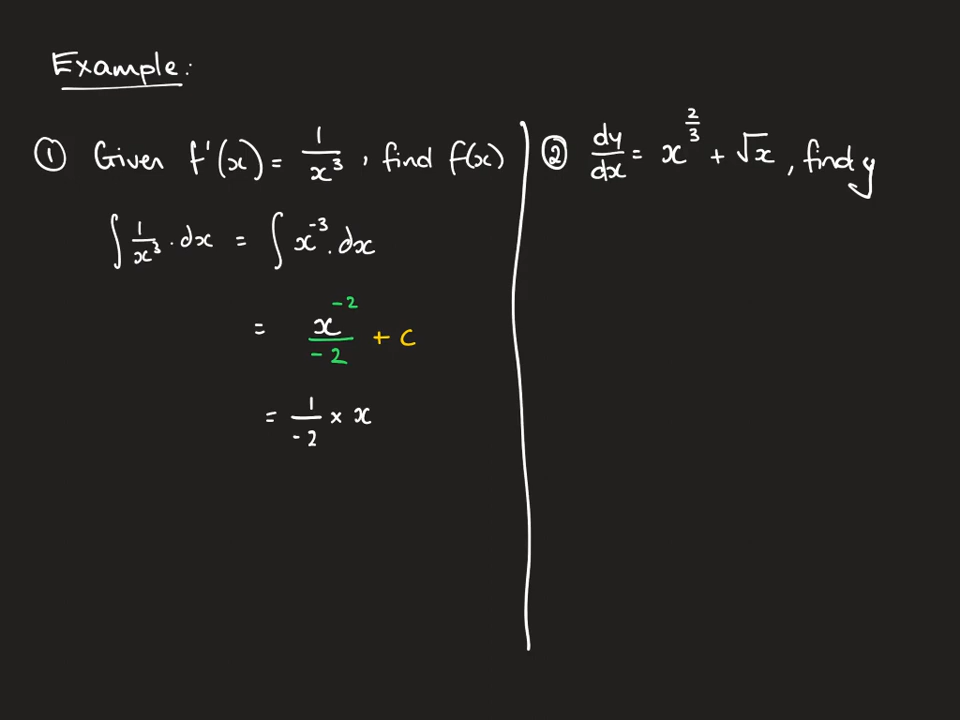 Example:
① Given f'(x) = 1/x³, find f(x)
∫ 1/x³ · dx = ∫ x⁻³ · dx
= x⁻²/-2 + c
= 1/-2 × x
② dy/dx = x^(2/3) + √x, find y